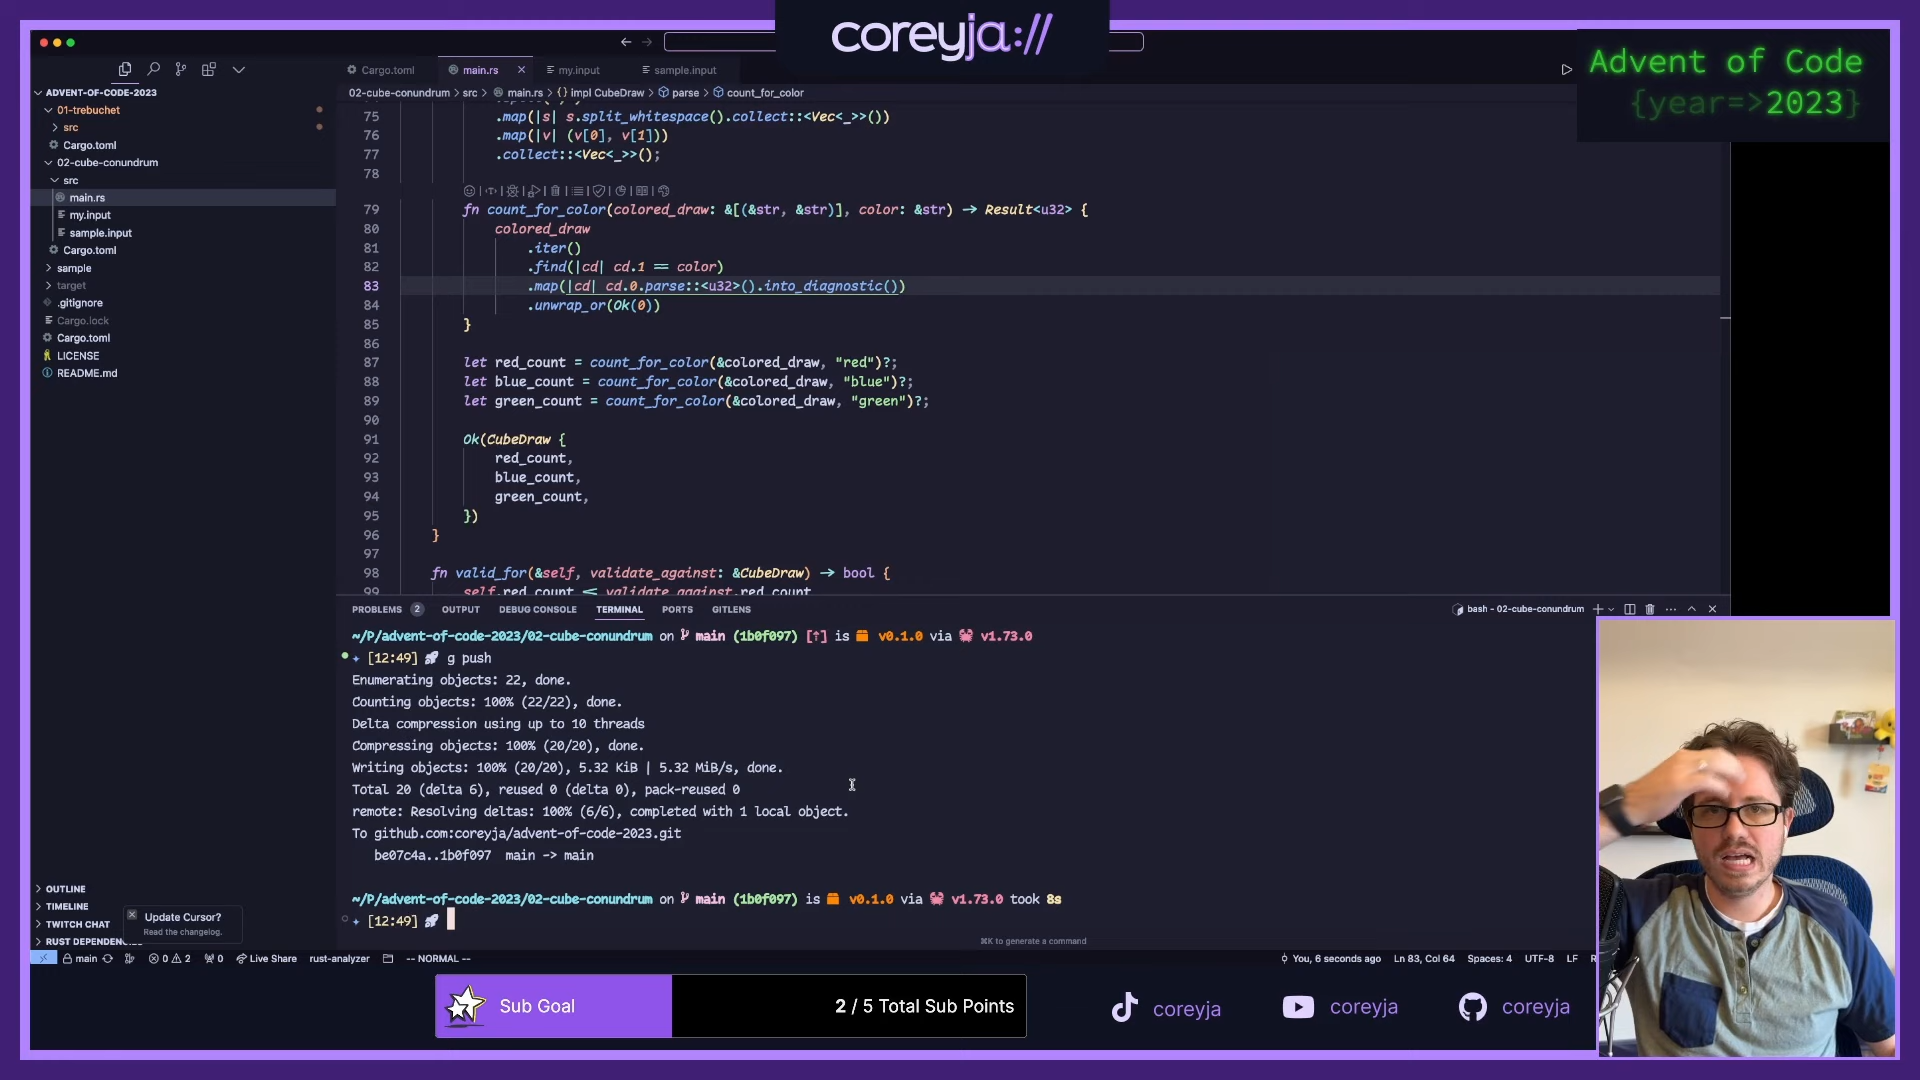 coreyja://
Advent of Code
{year=>2023}
Cargo.toml
main.rs
my.input
sample.input
ADVENT-OF-CODE-2023
01-trebuchet
src
Cargo.toml
02-cube-conundrum
src
main.rs
my.input
sample.input
Cargo.toml
sample
target
.gitignore
Cargo.lock
Cargo.toml
LICENSE
README.md
OUTLINE
TIMELINE
TWITCH CHAT
RUST DEPENDENC
Update Cursor?
Read the changelog.
02-cube-conundrum > src > main.rs > {} impl CubeDraw > parse > count_for_color
75 .map(|s| s.split_whitespace().collect::<Vec<_>>())
76 .map(|v| (v[0], v[1]))
77 .collect::<Vec<_>>();
78
79 fn count_for_color(colored_draw: &[(&str, &str)], color: &str) -> Result<u32> {
80 colored_draw
81 .iter()
82 .find(|cd| cd.1 == color)
83 .map(|cd| cd.0.parse::<u32>().into_diagnostic())
84 .unwrap_or(Ok(0))
85 }
86
87 let red_count = count_for_color(&colored_draw, "red")?;
88 let blue_count = count_for_color(&colored_draw, "blue")?;
89 let green_count = count_for_color(&colored_draw, "green")?;
90
91 Ok(CubeDraw {
92 red_count,
93 blue_count,
94 green_count,
95 })
96 }
97
98 fn valid_for(&self, validate_against: &CubeDraw) -> bool {
99 self.red_count <= validate_against.red_count
PROBLEMS 2 OUTPUT DEBUG CONSOLE TERMINAL PORTS GITLENS
bash - 02-cube-conundrum
~/P/advent-of-code-2023/02-cube-conundrum on main (1b0f097) [↑] is v0.1.0 via v1.73.0
[12:49] g push
Enumerating objects: 22, done.
Counting objects: 100% (22/22), done.
Delta compression using up to 10 threads
Compressing objects: 100% (20/20), done.
Writing objects: 100% (20/20), 5.32 KiB | 5.32 MiB/s, done.
Total 20 (delta 6), reused 0 (delta 0), pack-reused 0
remote: Resolving deltas: 100% (6/6), completed with 1 local object.
To github.com:coreyja/advent-of-code-2023.git
be07c4a..1b0f097 main -> main
~/P/advent-of-code-2023/02-cube-conundrum on main (1b0f097) is v0.1.0 via v1.73.0 took 8s
[12:49]
⌘K to generate a command
main 0 2 0 Live Share rust-analyzer -- NORMAL --
You, 6 seconds ago Ln 83, Col 64 Spaces: 4 UTF-8 LF
Sub Goal
2 / 5 Total Sub Points
coreyja
coreyja
coreyja